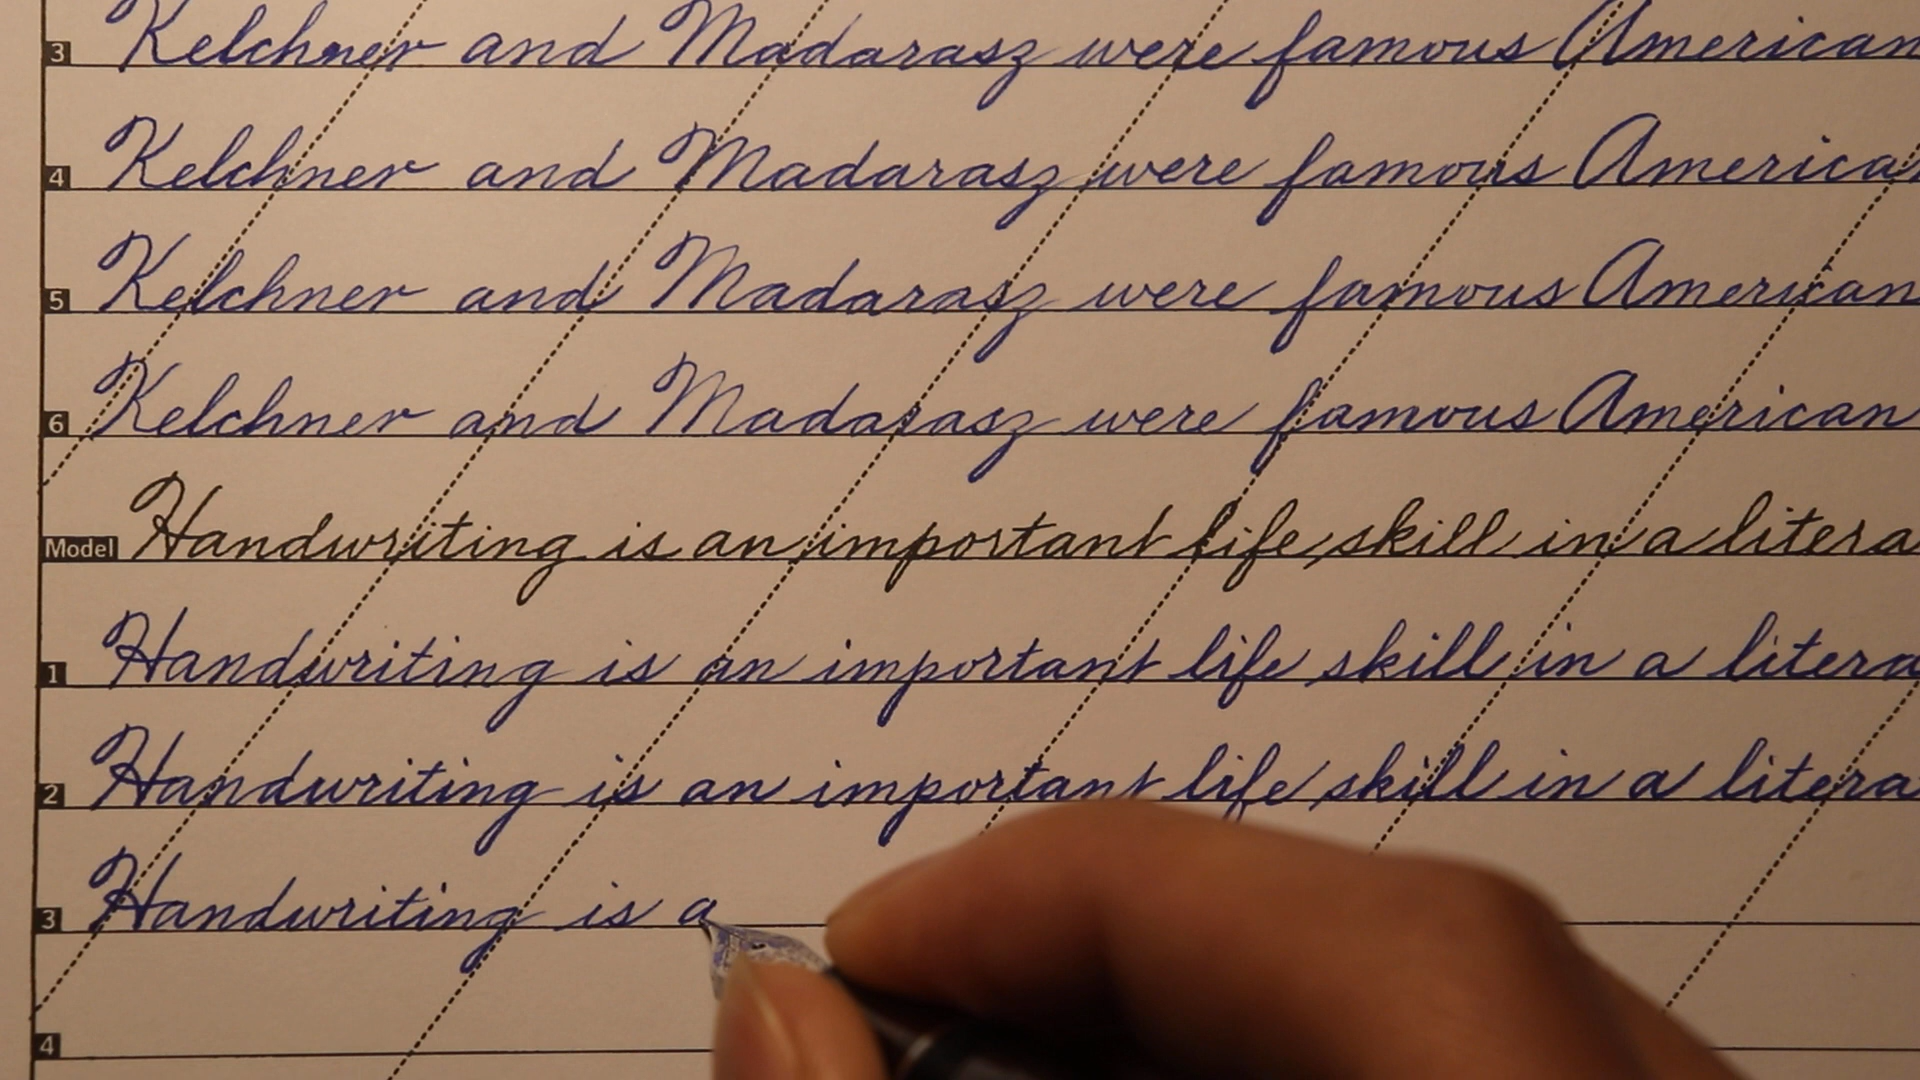 3 Kelchner and Madarasz were famous American
4 Kelchner and Madarasz were famous America
5 Kelchner and Madarasz were famous American
6 Kelchner and Madarasz were famous American
Model Handwriting is an important life skill in a litera
1 Handwriting is an important life skill in a litera
2 Handwriting is an important life skill in a litera
3 Handwriting is a
4